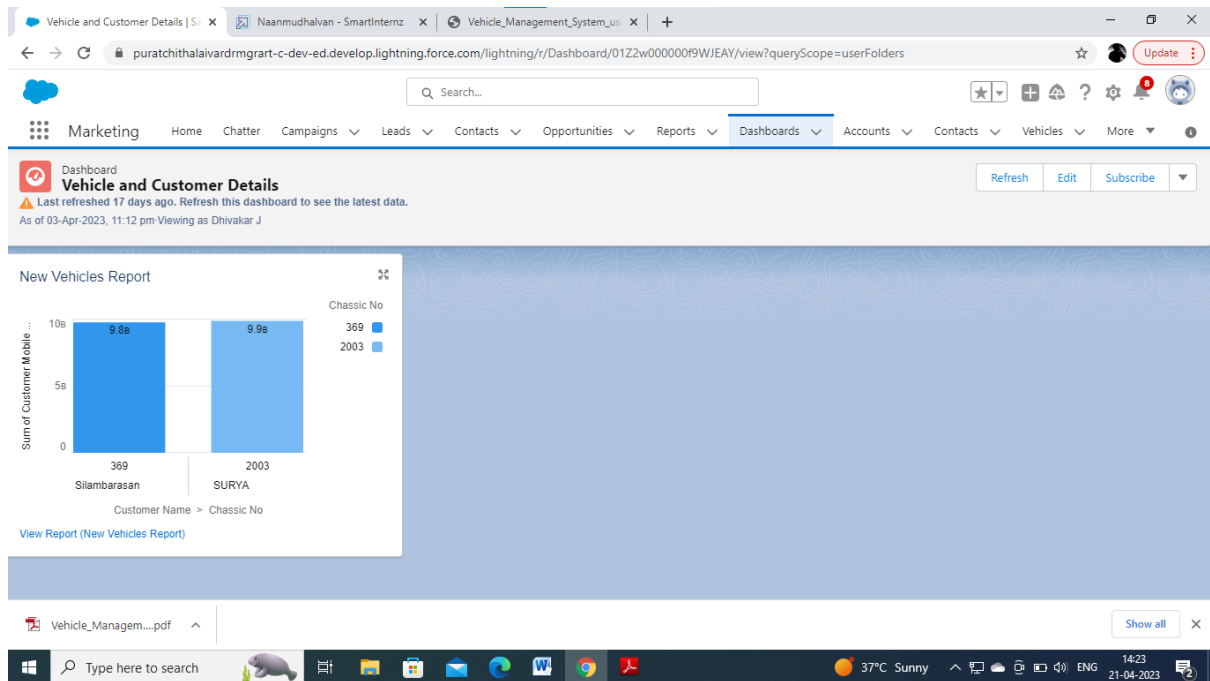 Vehicle and Customer Details | Sa
Naanmudhalvan - SmartInternz
Vehicle_Management_System_us
puratchithalaivardrmgrart-c-dev-ed.develop.lightning.force.com/lightning/r/Dashboard/01Z2w000000f9WJEAY/view?queryScope=userFolders
Update
Search...
8
Marketing Home Chatter Campaigns Leads Contacts Opportunities Reports Dashboards Accounts Contacts Vehicles More
Dashboard
Vehicle and Customer Details
Last refreshed 17 days ago. Refresh this dashboard to see the latest data.
As of 03-Apr-2023, 11:12 pm·Viewing as Dhivakar J
Refresh Edit Subscribe
New Vehicles Report
Chassic No
369
2003
Sum of Customer Mobile ...
10B
5B
0
9.8B 9.9B
369 2003
Silambarasan SURYA
Customer Name > Chassic No
View Report (New Vehicles Report)
Vehicle_Managem....pdf
Show all
Type here to search
37°C Sunny
ENG
14:23
21-04-2023
2